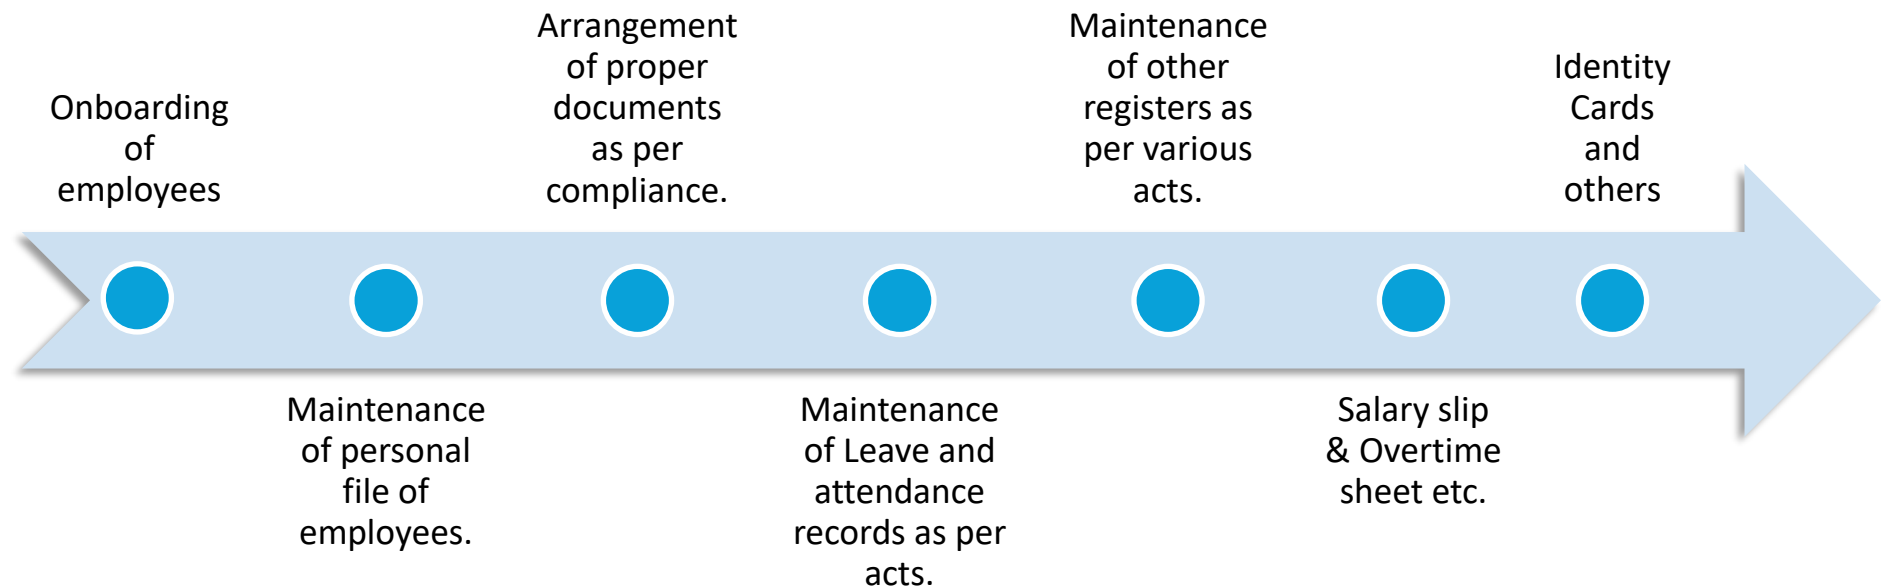 Onboarding
of
employees
Maintenance
of personal
file of
employees.
Arrangement
of proper
documents
as per
compliance.
Maintenance
of Leave and
attendance
records as per
acts.
Maintenance
of other
registers as
per various
acts.
Salary slip
& Overtime
sheet etc.
Identity
Cards
and
others